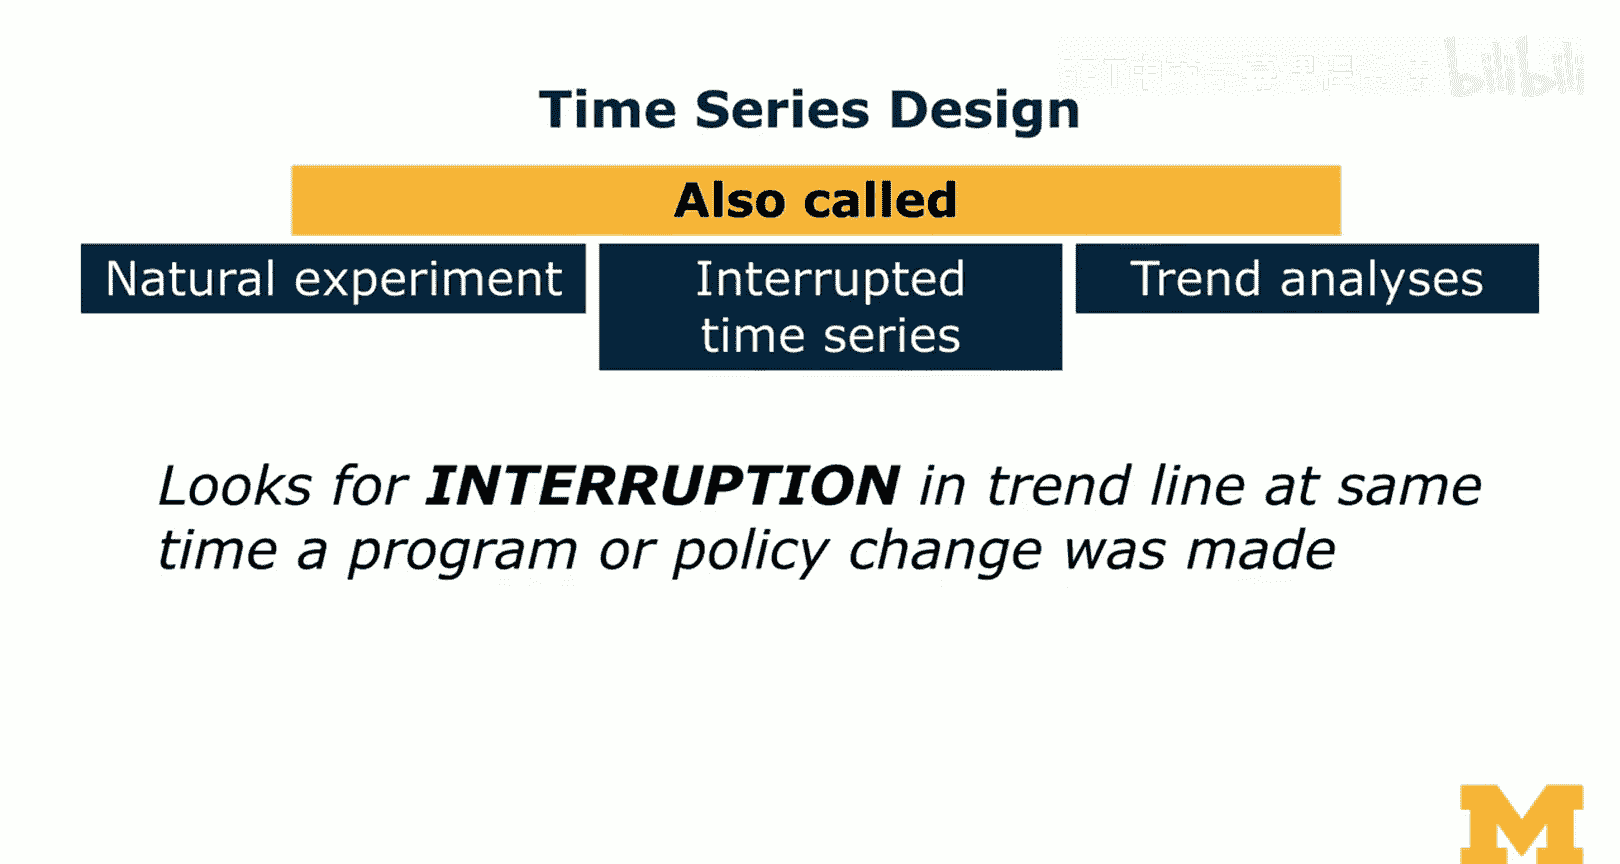 bilibili
Time Series Design
Also called
Natural experiment
Interrupted
time series
Trend analyses
Looks for INTERRUPTION in trend line at same
time a program or policy change was made
M